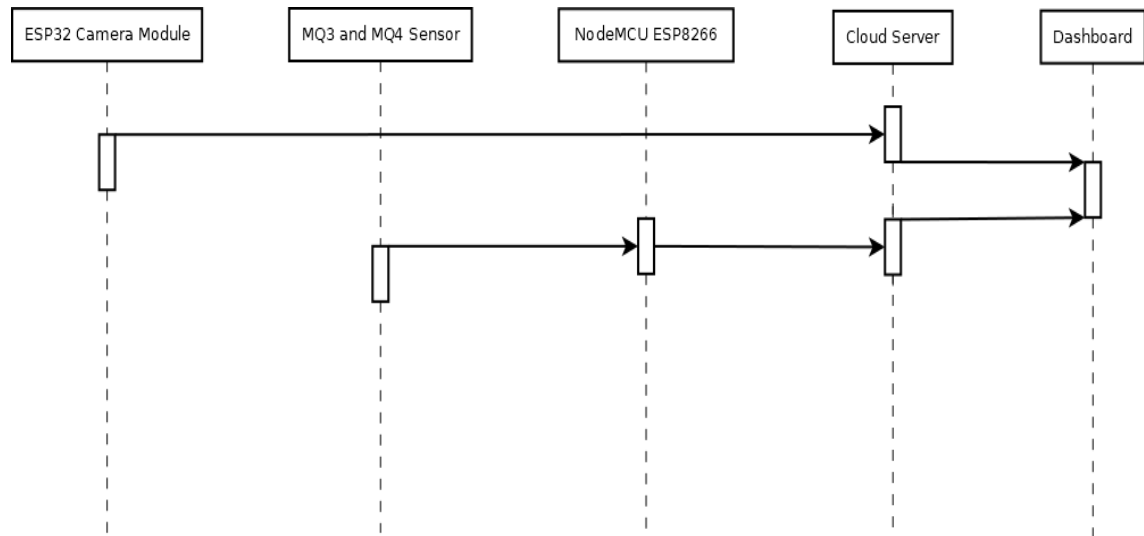 ESP32 Camera Module
MQ3 and MQ4 Sensor
NodeMCU ESP8266
Cloud Server
Dashboard